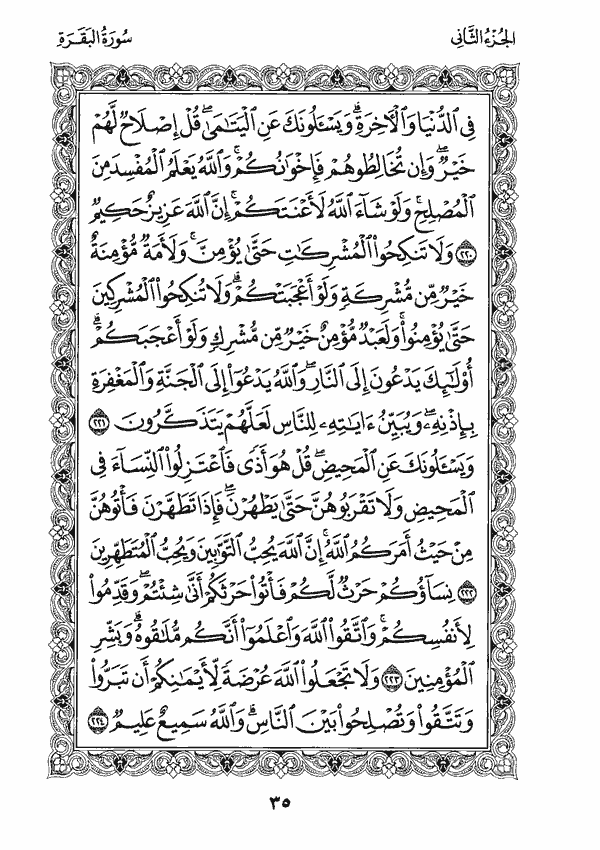 الجزء الثاني
سورة البقرة
فِي ٱلدُّنْيَا وَٱلْأَخِرَةِۗ وَيَسْـَٔلُونَكَ عَنِ ٱلْيَتَـٰمَىٰۖ قُلْ إِصْلَاحٌ لَّهُمْ
خَيْرٌۖ وَإِن تُخَالِطُوهُمْ فَإِخْوَٰنُكُمْۚ وَٱللَّهُ يَعْلَمُ ٱلْمُفْسِدَ مِنَ
ٱلْمُصْلِحِۚ وَلَوْ شَآءَ ٱللَّهُ لَأَعْنَتَكُمْۚ إِنَّ ٱللَّهَ عَزِيزٌ حَكِيمٌ
٢٢٠ وَلَا تَنكِحُوا۟ ٱلْمُشْرِكَـٰتِ حَتَّىٰ يُؤْمِنَّۚ وَلَأَمَةٌ مُّؤْمِنَةٌ
خَيْرٌ مِّن مُّشْرِكَةٍ وَلَوْ أَعْجَبَتْكُمْۗ وَلَا تُنكِحُوا۟ ٱلْمُشْرِكِينَ
حَتَّىٰ يُؤْمِنُوا۟ۚ وَلَعَبْدٌ مُّؤْمِنٌ خَيْرٌ مِّن مُّشْرِكٍ وَلَوْ أَعْجَبَكُمْۗ
أُو۟لَـٰٓئِكَ يَدْعُونَ إِلَى ٱلنَّارِۖ وَٱللَّهُ يَدْعُوٓا۟ إِلَى ٱلْجَنَّةِ وَٱلْمَغْفِرَةِ
بِإِذْنِهِۦۖ وَيُبَيِّنُ ءَايَـٰتِهِۦ لِلنَّاسِ لَعَلَّهُمْ يَتَذَكَّرُونَ ٢٢١
وَيَسْـَٔلُونَكَ عَنِ ٱلْمَحِيضِۖ قُلْ هُوَ أَذًى فَٱعْتَزِلُوا۟ ٱلنِّسَآءَ فِي
ٱلْمَحِيضِ وَلَا تَقْرَبُوهُنَّ حَتَّىٰ يَطْهُرْنَۖ فَإِذَا تَطَهَّرْنَ فَأْتُوهُنَّ
مِنْ حَيْثُ أَمَرَكُمُ ٱللَّهُۚ إِنَّ ٱللَّهَ يُحِبُّ ٱلتَّوَّٰبِينَ وَيُحِبُّ ٱلْمُتَطَهِّرِينَ
٢٢٢ نِسَآؤُكُمْ حَرْثٌ لَّكُمْ فَأْتُوا۟ حَرْثَكُمْ أَنَّىٰ شِئْتُمْۖ وَقَدِّمُوا۟
لِأَنفُسِكُمْۚ وَٱتَّقُوا۟ ٱللَّهَ وَٱعْلَمُوٓا۟ أَنَّكُم مُّلَـٰقُوهُۗ وَبَشِّرِ
ٱلْمُؤْمِنِينَ ٢٢٣ وَلَا تَجْعَلُوا۟ ٱللَّهَ عُرْضَةً لِّأَيْمَـٰنِكُمْ أَن تَبَرُّوا۟
وَتَتَّقُوا۟ وَتُصْلِحُوا۟ بَيْنَ ٱلنَّاسِۗ وَٱللَّهُ سَمِيعٌ عَلِيمٌ ٢٢٤
٣٥